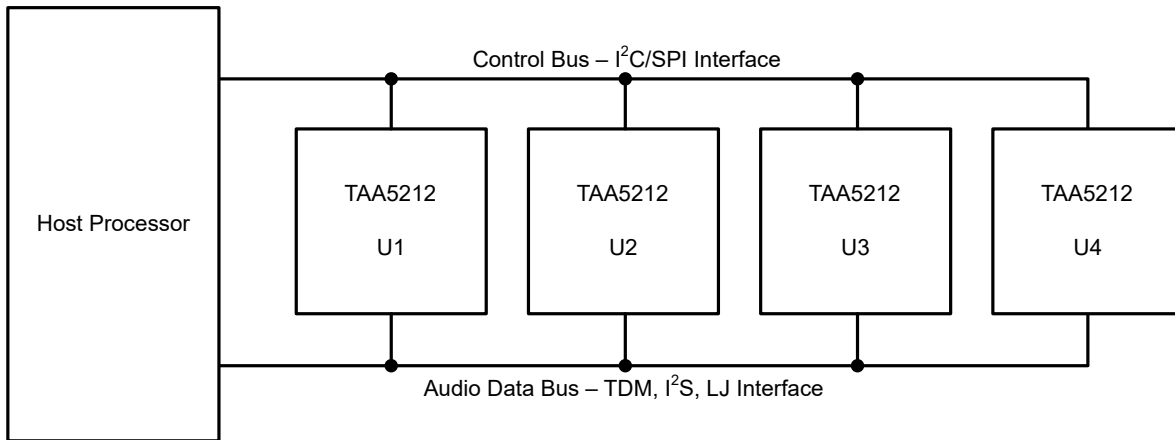 Control Bus – I²C/SPI Interface
Host Processor
TAA5212
U1
TAA5212
U2
TAA5212
U3
TAA5212
U4
Audio Data Bus – TDM, I²S, LJ Interface